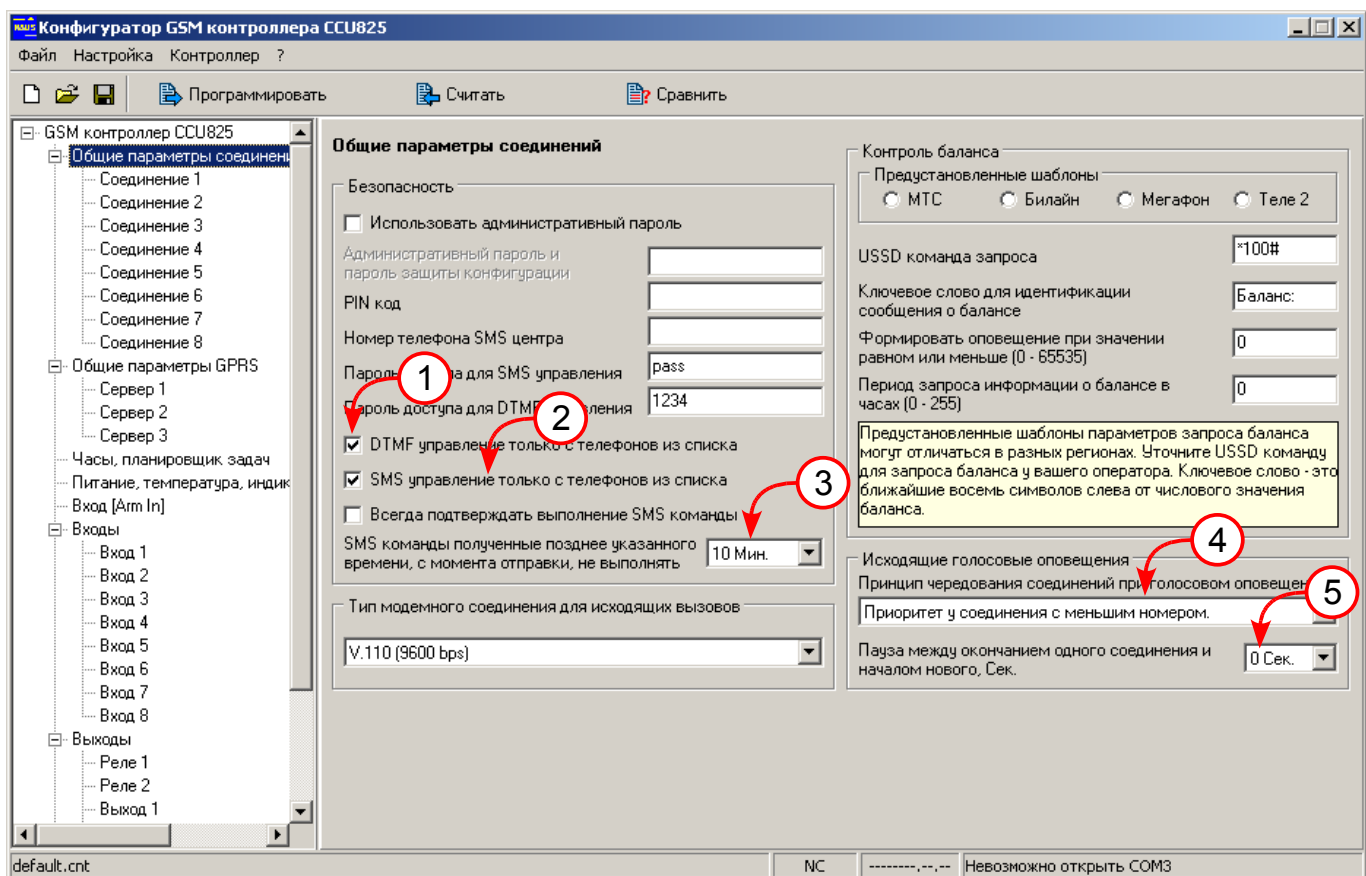 Конфигуратор GSM контроллера CCU825
Файл Настройка Контроллер ?
Программировать Считать Сравнить
GSM контроллер CCU825
Общие параметры соединени
Соединение 1
Соединение 2
Соединение 3
Соединение 4
Соединение 5
Соединение 6
Соединение 7
Соединение 8
Общие параметры GPRS
Сервер 1
Сервер 2
Сервер 3
Часы, планировщик задач
Питание, температура, индик
Вход [Arm In]
Входы
Вход 1
Вход 2
Вход 3
Вход 4
Вход 5
Вход 6
Вход 7
Вход 8
Выходы
Реле 1
Реле 2
Выход 1
Общие параметры соединений
Безопасность
Использовать административный пароль
Административный пароль и
пароль защиты конфигурации
PIN код
Номер телефона SMS центра
Пароль для SMS управления pass
1
Пароль доступа для DTMF 1234
2
DTMF управление только с телефонов из списка
SMS управление только с телефонов из списка
3
Всегда подтверждать выполнение SMS команды
SMS команды полученные позднее указанного
времени, с момента отправки, не выполнять
10 Мин.
Тип модемного соединения для исходящих вызовов
V.110 (9600 bps)
Контроль баланса
Предустановленные шаблоны
МТС Билайн Мегафон Теле 2
USSD команда запроса *100#
Ключевое слово для идентификации
сообщения о балансе
Баланс:
Формировать оповещение при значении
равном или меньше (0 - 65535)
0
Период запроса информации о балансе в
часах (0 - 255)
0
Предустановленные шаблоны параметров запроса баланса
могут отличаться в разных регионах. Уточните USSD команду
для запроса баланса у вашего оператора. Ключевое слово - это
ближайшие восемь символов слева от числового значения
баланса.
4
Исходящие голосовые оповещения
Принцип чередования соединений при голосовом оповещен
5
Приоритет у соединения с меньшим номером.
Пауза между окончанием одного соединения и
началом нового, Сек.
0 Сек.
default.cnt NC --------,--,-- Невозможно открыть COM3